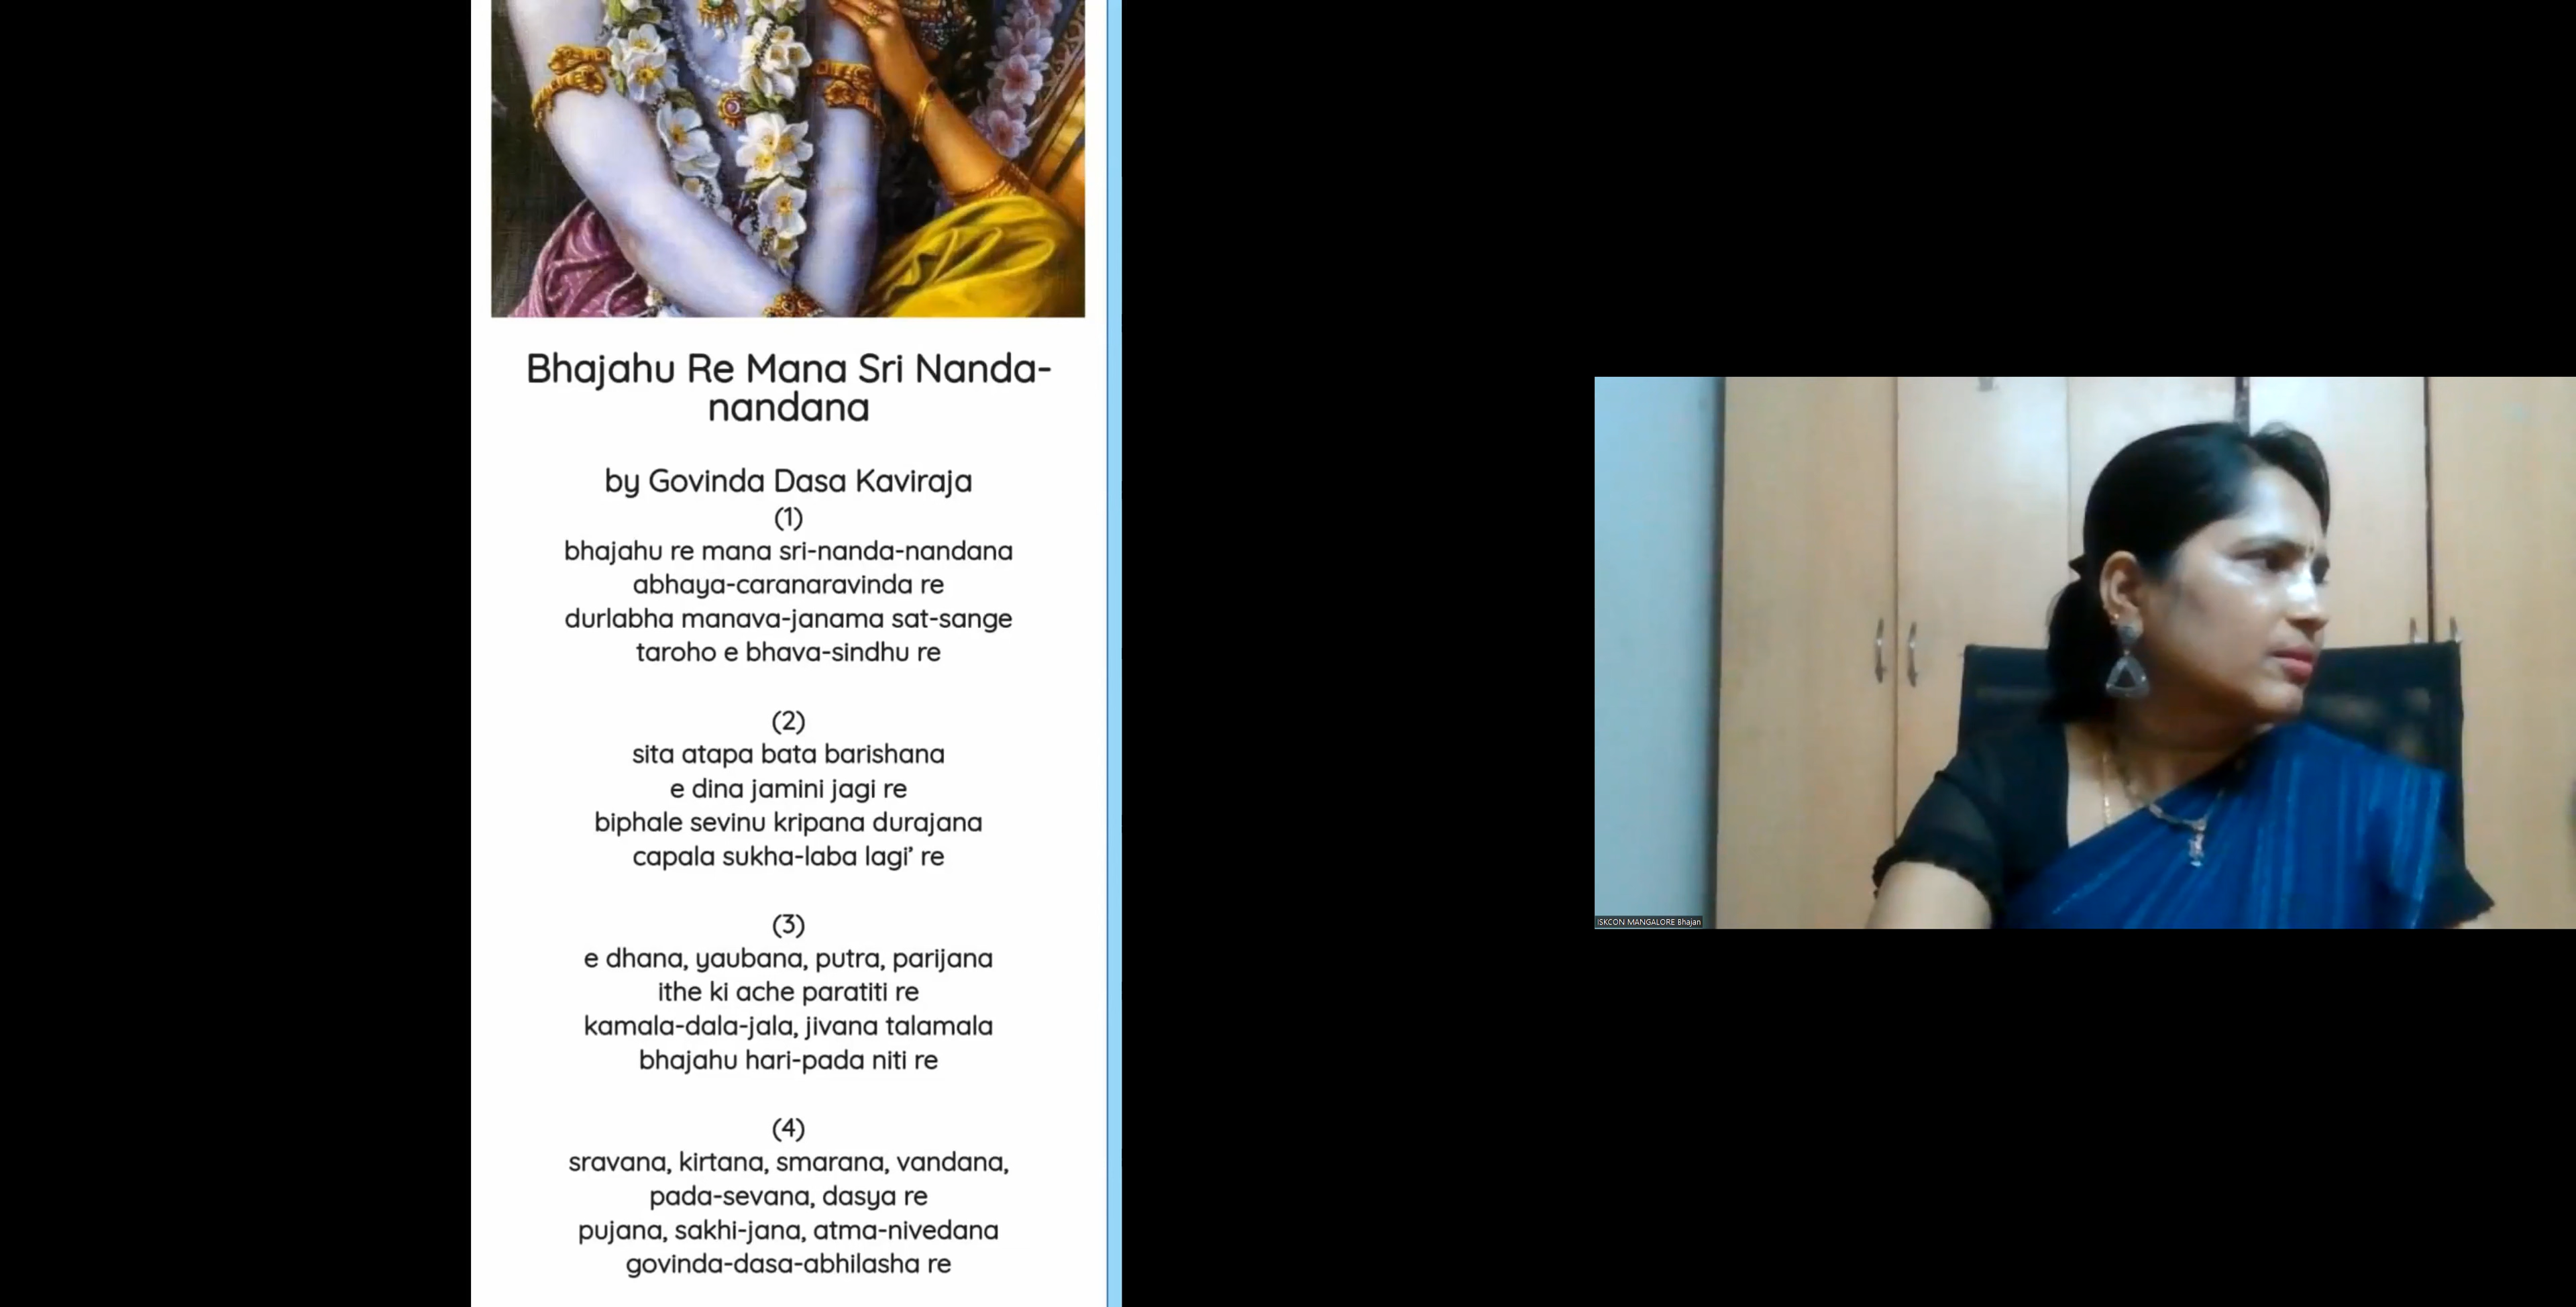 Bhajahu Re Mana Sri Nanda-
nandana
by Govinda Dasa Kaviraja
(1)
bhajahu re mana sri-nanda-nandana
abhaya-caranaravinda re
durlabha manava-janama sat-sange
taroho e bhava-sindhu re
(2)
sita atapa bata barishana
e dina jamini jagi re
biphale sevinu kripana durajana
capala sukha-laba lagi’ re
(3)
e dhana, yaubana, putra, parijana
ithe ki ache paratiti re
kamala-dala-jala, jivana talamala
bhajahu hari-pada niti re
(4)
sravana, kirtana, smarana, vandana,
pada-sevana, dasya re
pujana, sakhi-jana, atma-nivedana
govinda-dasa-abhilasha re
ISKCON MANGALORE Bhajan